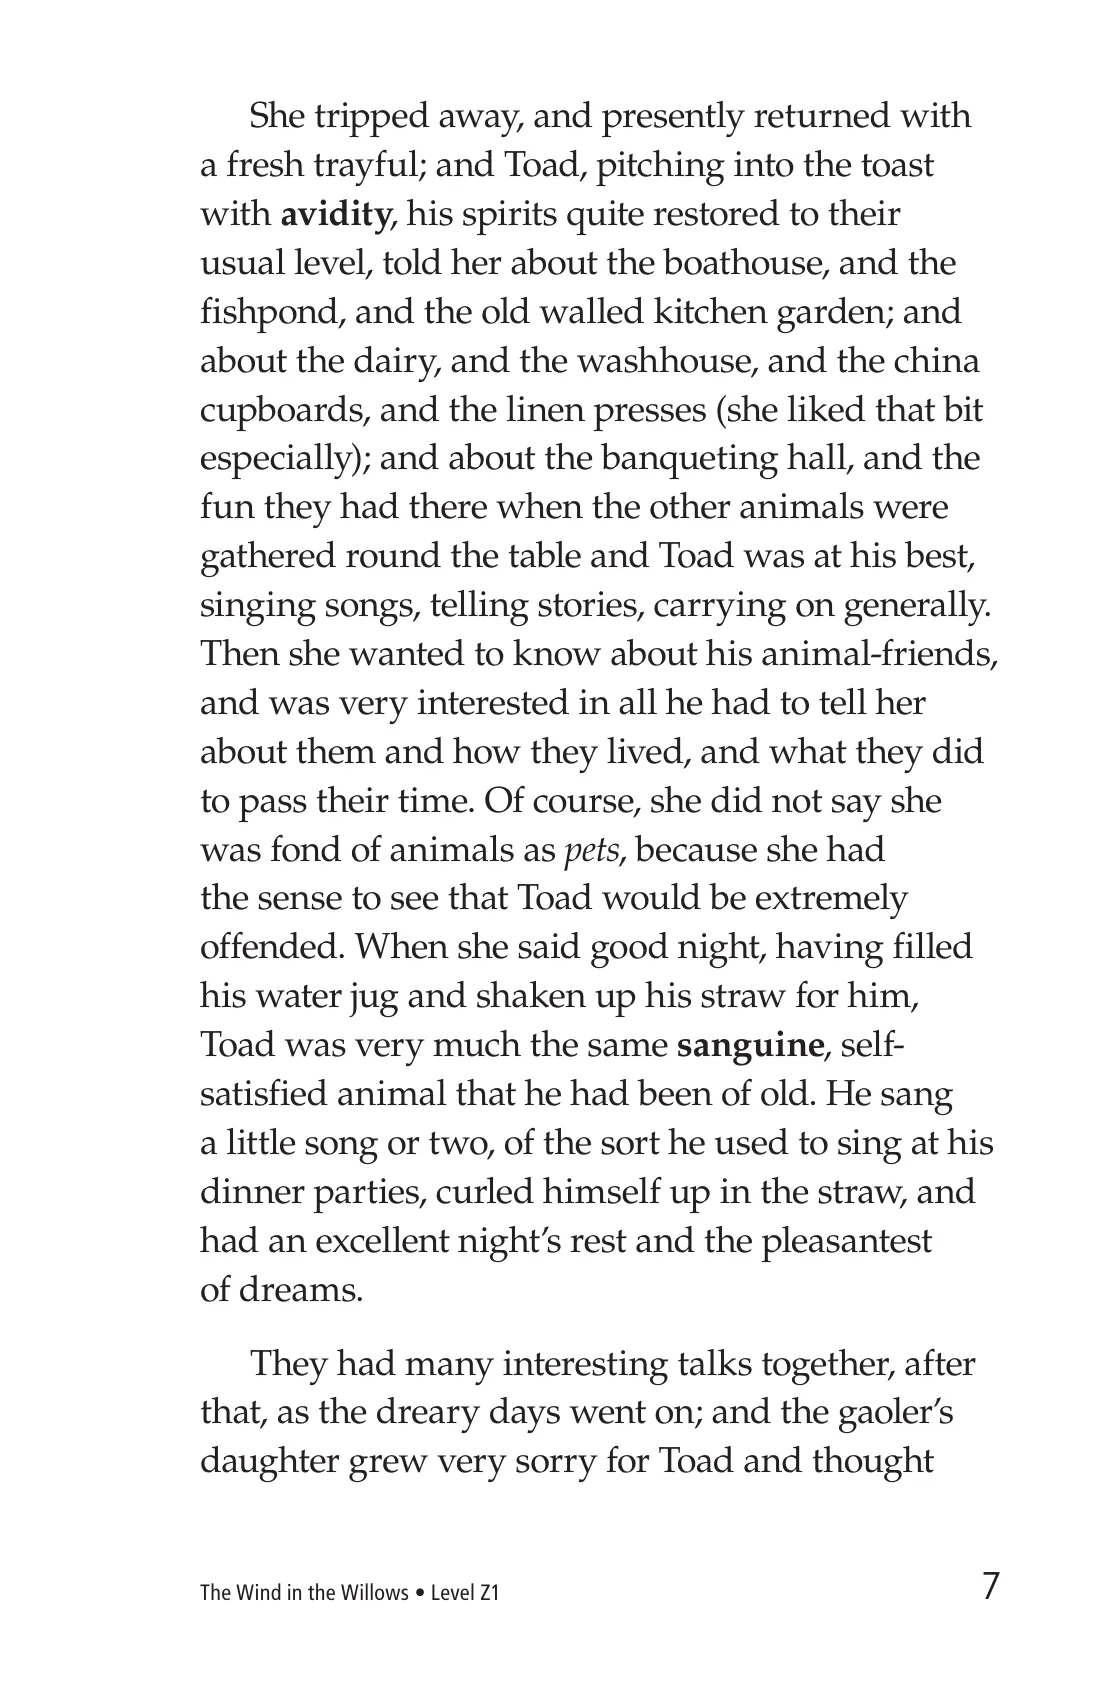 She tripped away, and presently returned with
a fresh trayful; and Toad, pitching into the toast
with avidity, his spirits quite restored to their
usual level, told her about the boathouse, and the
fishpond, and the old walled kitchen garden; and
about the dairy, and the washhouse, and the china
cupboards, and the linen presses (she liked that bit
especially); and about the banqueting hall, and the
fun they had there when the other animals were
gathered round the table and Toad was at his best,
singing songs, telling stories, carrying on generally.
Then she wanted to know about his animal-friends,
and was very interested in all he had to tell her
about them and how they lived, and what they did
to pass their time. Of course, she did not say she
was fond of animals as pets, because she had
the sense to see that Toad would be extremely
offended. When she said good night, having filled
his water jug and shaken up his straw for him,
Toad was very much the same sanguine, self-
satisfied animal that he had been of old. He sang
a little song or two, of the sort he used to sing at his
dinner parties, curled himself up in the straw, and
had an excellent night’s rest and the pleasantest
of dreams.
They had many interesting talks together, after
that, as the dreary days went on; and the gaoler’s
daughter grew very sorry for Toad and thought
The Wind in the Willows • Level Z1
7